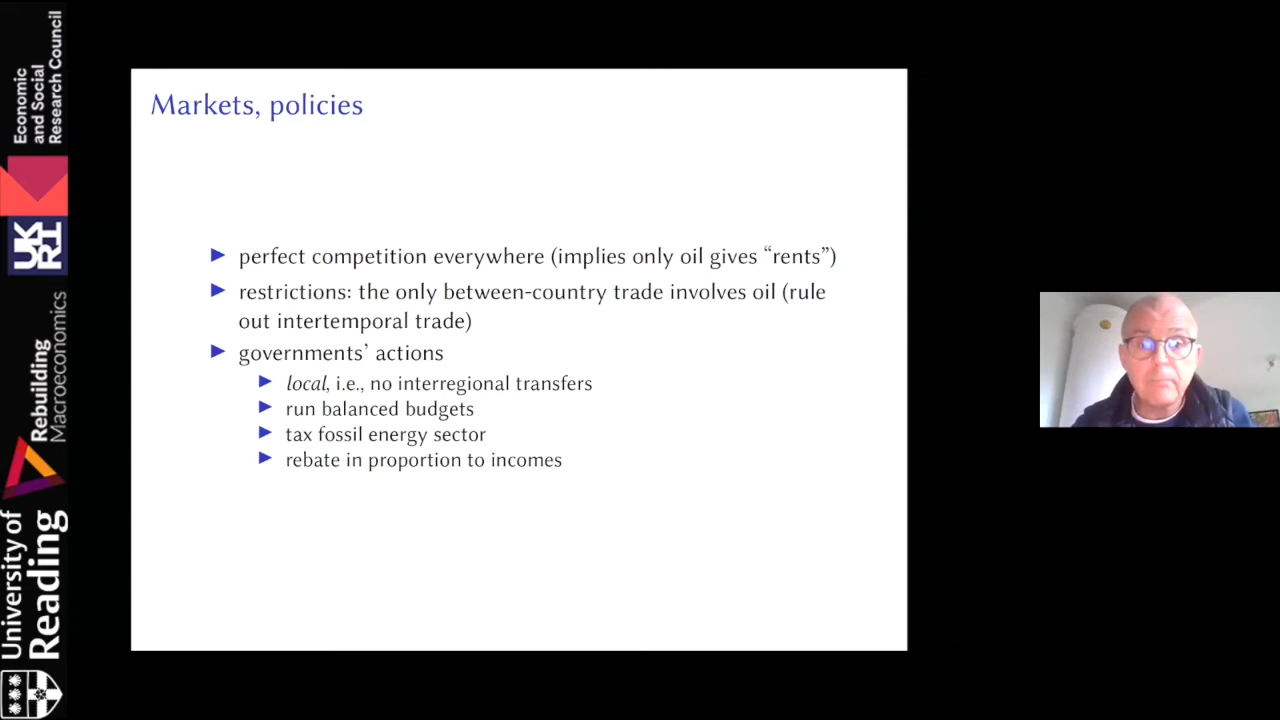 Economic
and Social
Research Council
UK
RI
Rebuilding
Macroeconomics
University of
Reading
Markets, policies
perfect competition everywhere (implies only oil gives “rents”)
restrictions: the only between-country trade involves oil (rule
out intertemporal trade)
governments’ actions
local, i.e., no interregional transfers
run balanced budgets
tax fossil energy sector
rebate in proportion to incomes